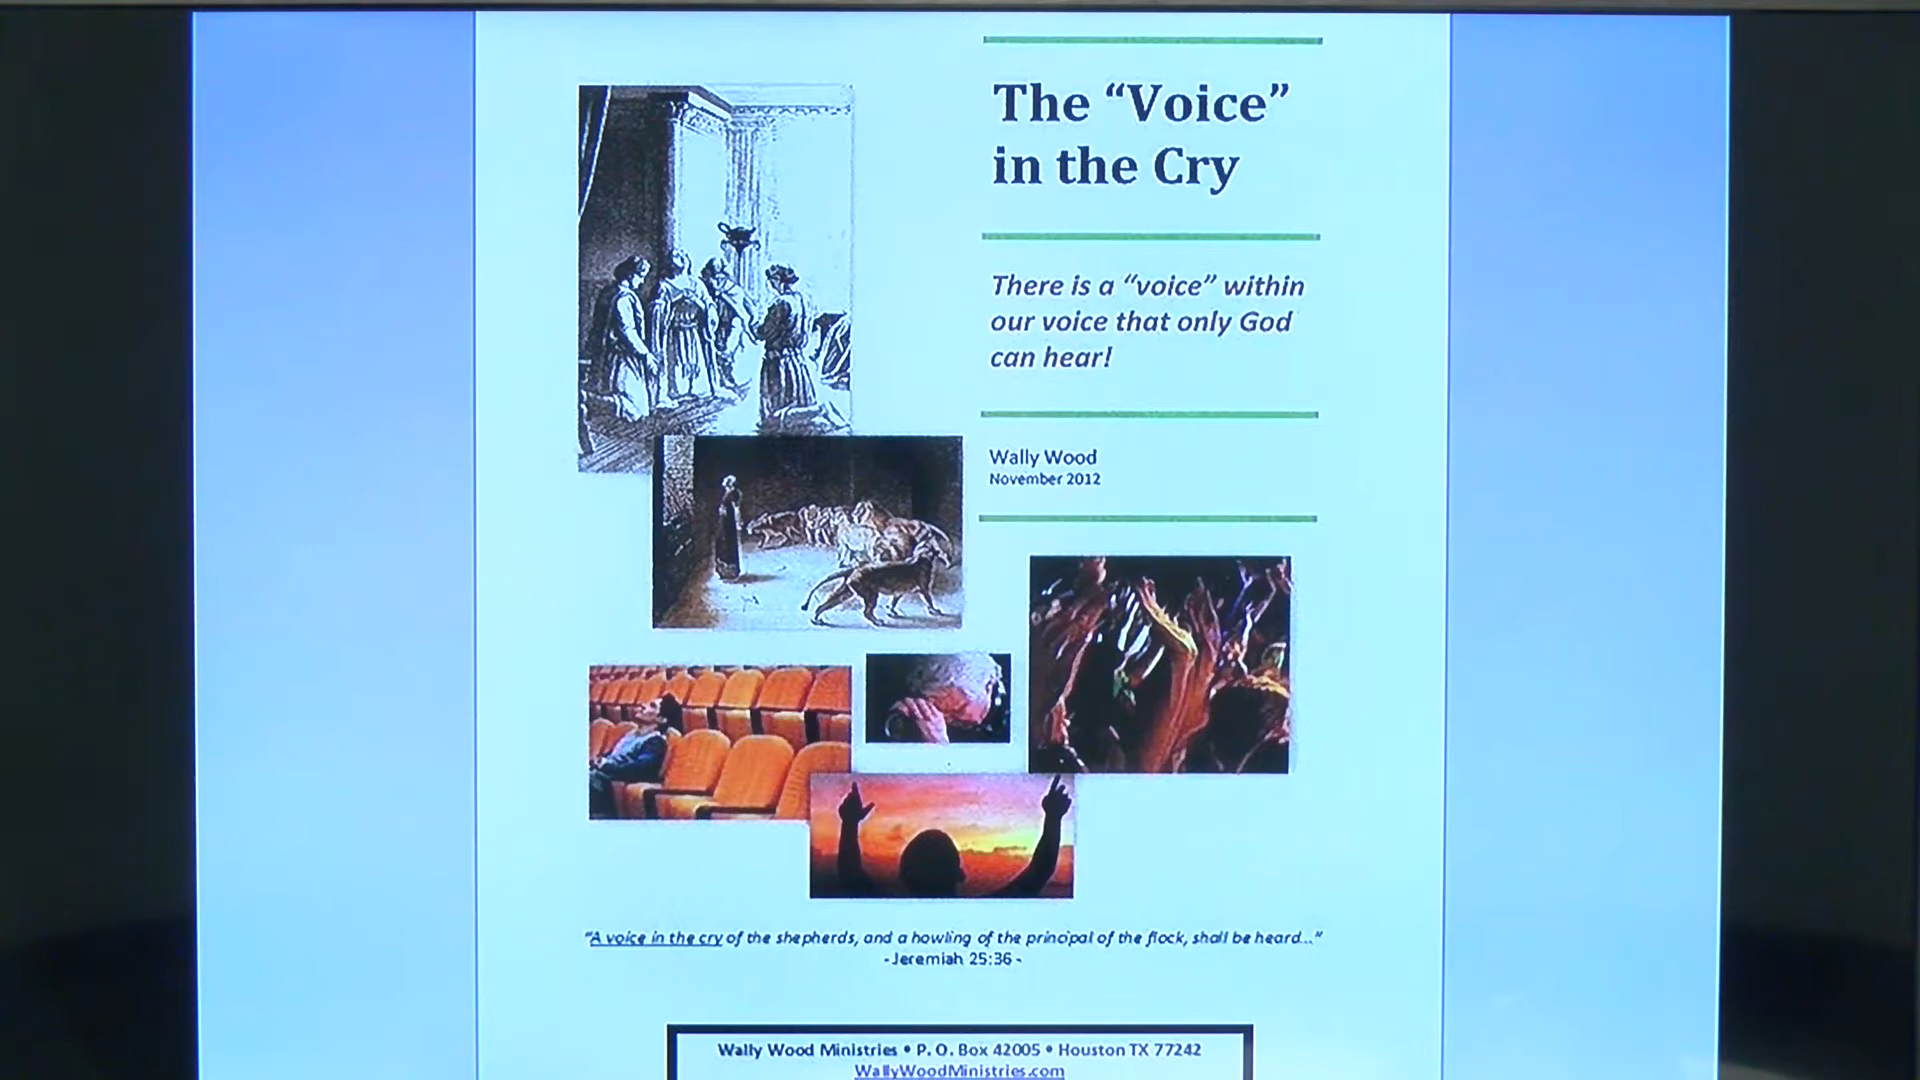 The “Voice”
in the Cry
There is a “voice” within
our voice that only God
can hear!
Wally Wood
November 2012
“A voice in the cry of the shepherds, and a howling of the principal of the flock, shall be heard...”
- Jeremiah 25:36 -
Wally Wood Ministries • P. O. Box 42005 • Houston TX 77242
WallyWoodMinistries.com